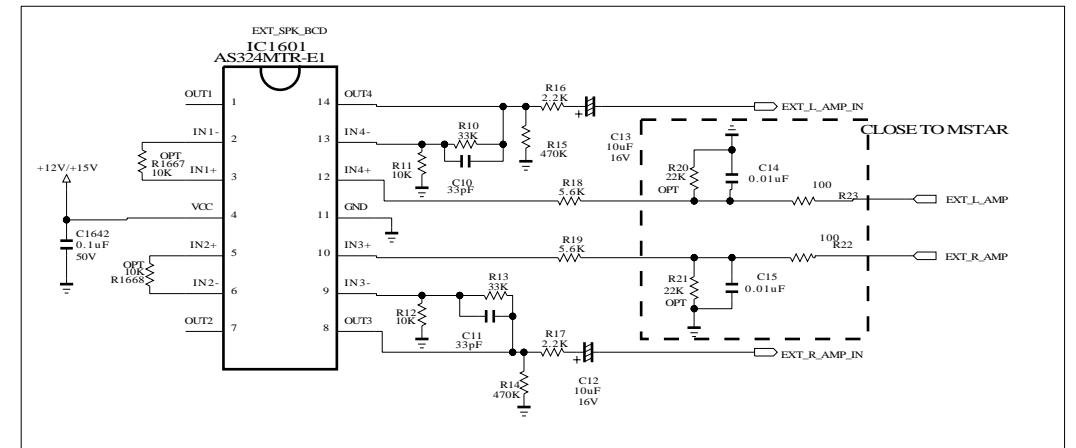 EXT_SPK_BCD
IC1601
AS324MTR-E1
OUT1
1
14
OUT4
IN1-
2
13
IN4-
OPT
R1667
10K
IN1+
3
12
IN4+
+12V/+15V
VCC
4
11
GND
C1642
0.1uF
50V
IN2+
5
10
IN3+
OPT
10K
R1668
IN2-
6
9
IN3-
OUT2
7
8
OUT3
R16
2.2K
+
C13
10uF
16V
EXT_L_AMP_IN
R10
33K
R11
10K
C10
33pF
R15
470K
CLOSE TO MSTAR
R20
22K
OPT
C14
0.01uF
R18
5.6K
100
R23
EXT_L_AMP
R19
5.6K
100
R22
EXT_R_AMP
R21
22K
OPT
C15
0.01uF
R13
33K
R12
10K
C11
33pF
R17
2.2K
+
C12
10uF
16V
R14
470K
EXT_R_AMP_IN